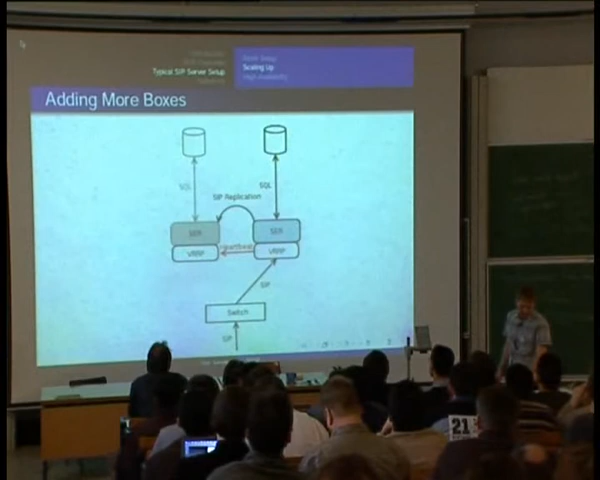 Typical SIP Server Setup
Scaling Up
Adding More Boxes
SQL
SQL
SIP Replication
SER
SER
VRRP
Heartbeat
VRRP
SIP
Switch
SIP
21